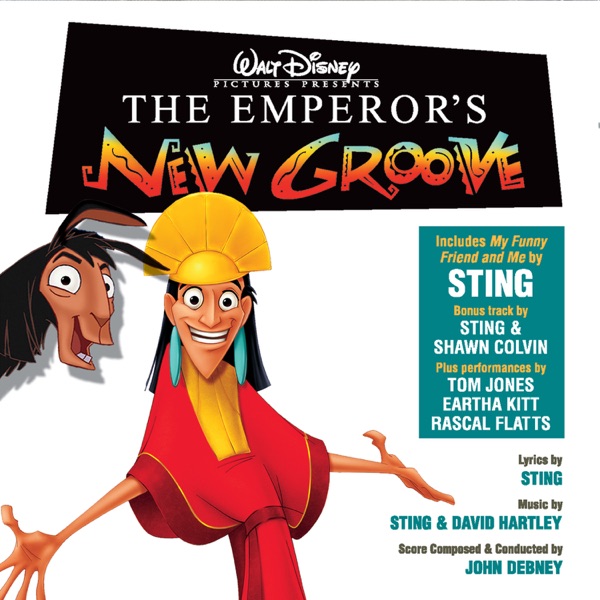 WALT DISNEY
PICTURES PRESENTS
THE EMPEROR'S
NEW GROOVE
Includes My Funny
Friend and Me by
STING
Bonus track by
STING &
SHAWN COLVIN
Plus performances by
TOM JONES
EARTHA KITT
RASCAL FLATTS
Lyrics by
STING
Music by
STING & DAVID HARTLEY
Score Composed & Conducted by
JOHN DEBNEY